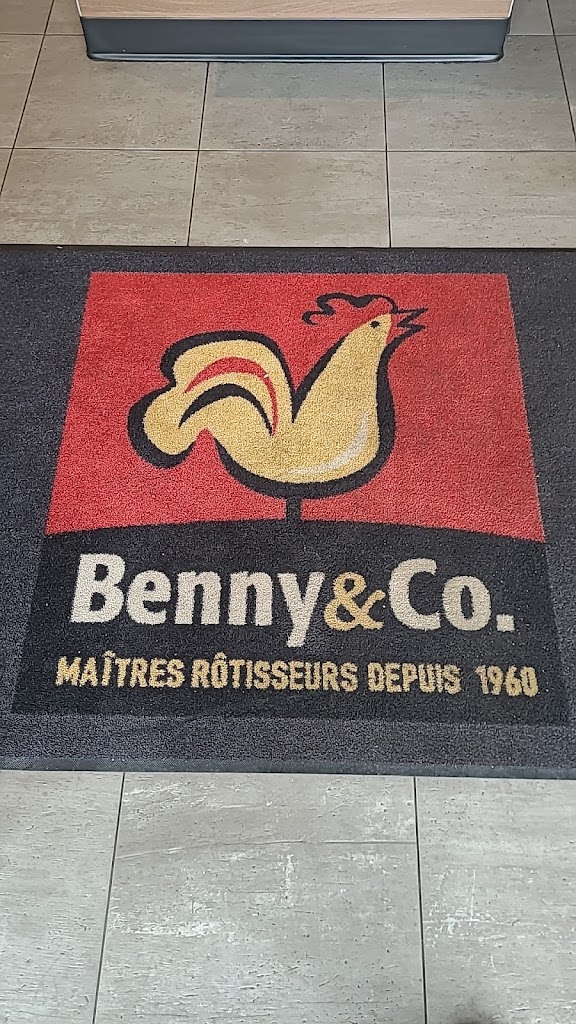 Benny&Co.
MAÎTRES RÔTISSEURS DEPUIS 1960